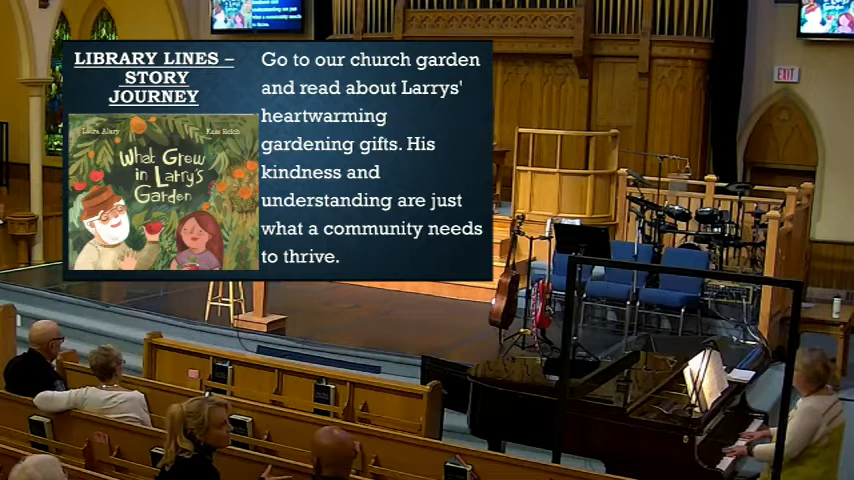 LIBRARY LINES –
STORY
JOURNEY
Laura Alary
Kass Reich
What Grew
in Larry's
Garden
Go to our church garden
and read about Larrys'
heartwarming
gardening gifts. His
kindness and
understanding are just
what a community needs
to thrive.
EXIT